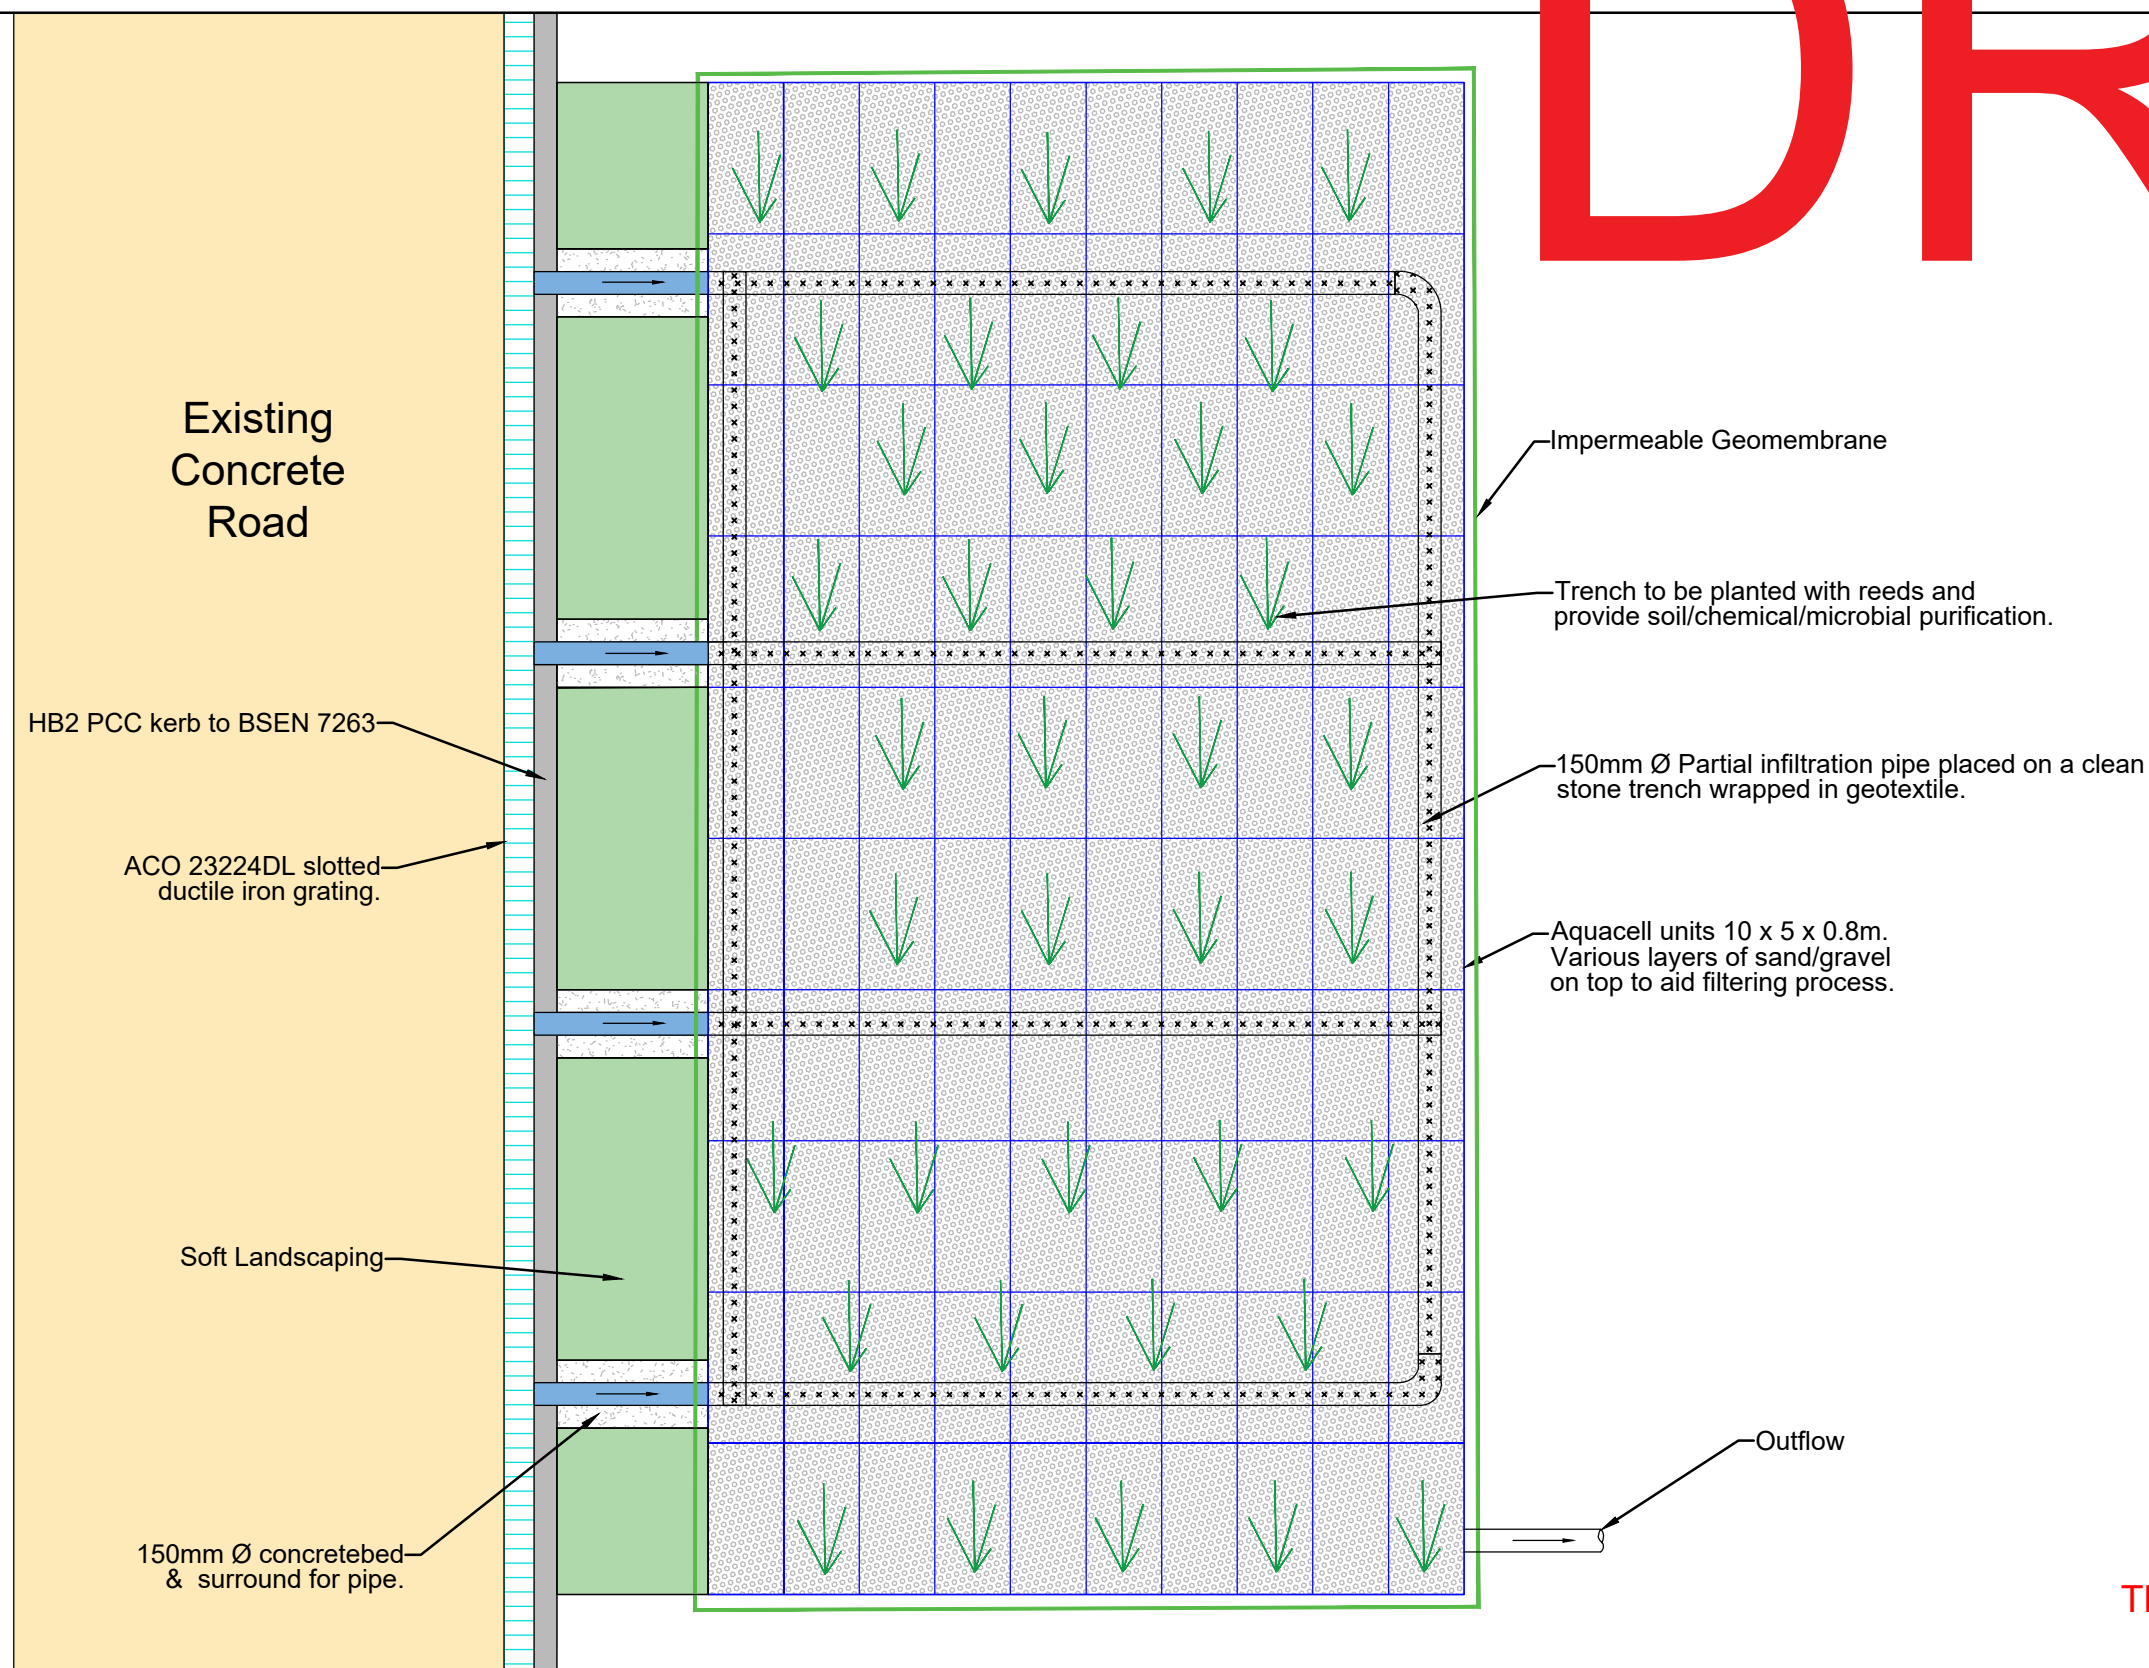 DR
Existing
Concrete
Road
Impermeable Geomembrane
Trench to be planted with reeds and
provide soil/chemical/microbial purification.
HB2 PCC kerb to BSEN 7263
150mm Ø Partial infiltration pipe placed on a clean
stone trench wrapped in geotextile.
ACO 23224DL slotted
ductile iron grating.
Aquacell units 10 x 5 x 0.8m.
Various layers of sand/gravel
on top to aid filtering process.
Soft Landscaping
Outflow
150mm Ø concretebed
& surround for pipe.